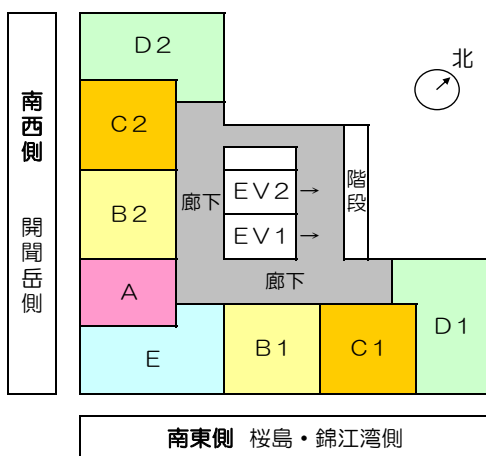 D2
北
C2
南西側 開聞岳側
階段
廊下
EV2 →
B2
EV1 →
A
廊下
D1
E
B1
C1
南東側 桜島・錦江湾側